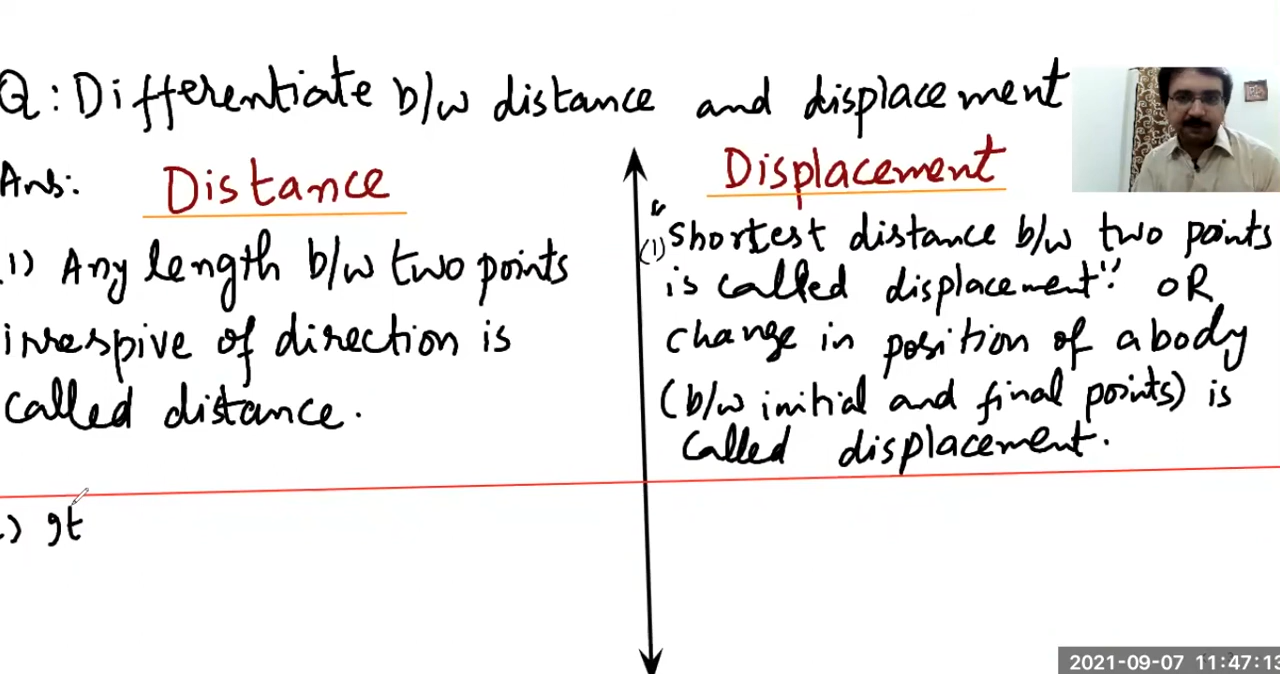 Q: Differentiate b/w distance and displacement
Ans:
Distance
1) Any length b/w two points
irrespive of direction is
called distance.
) It
Displacement
(1) "Shortest distance b/w two points
is called displacement". OR
change in position of a body
(b/w initial and final points) is
called displacement.
2021-09-07 11:47:13